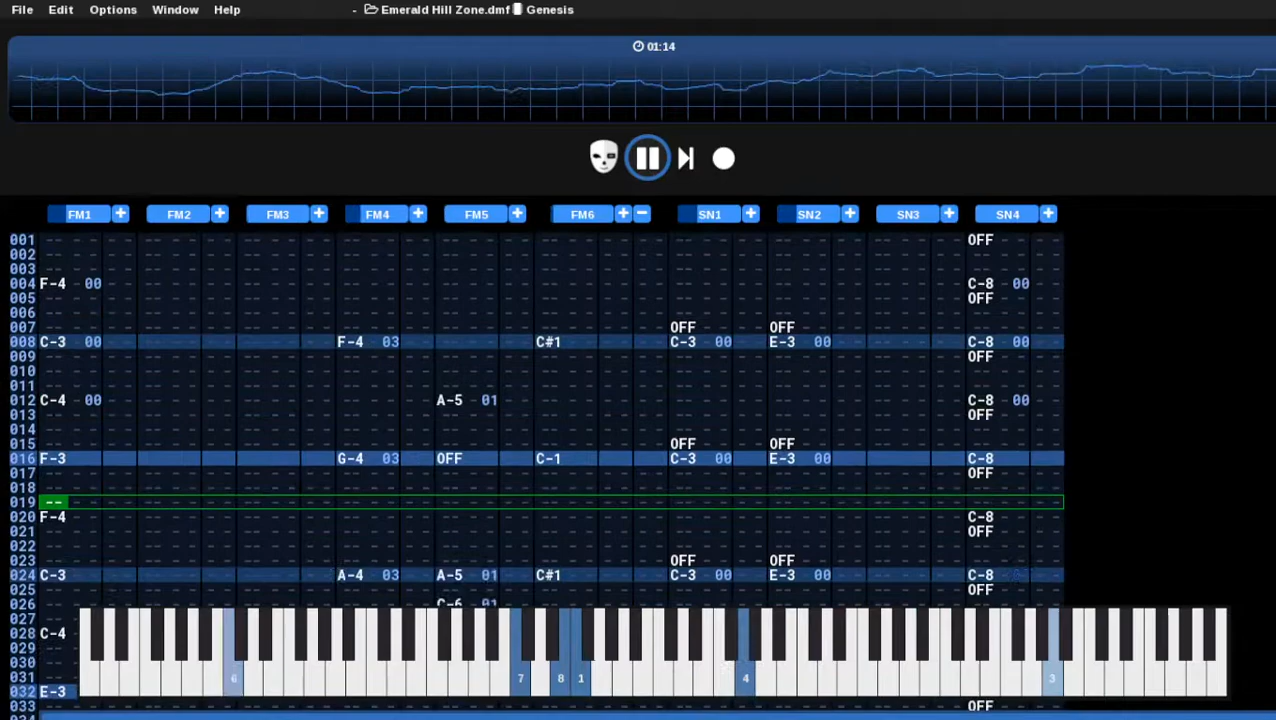 File Edit Options Window Help - Emerald Hill Zone.dmf Genesis
01:14
FM1 + FM2 + FM3 + FM4 + FM5 + FM6 + - SN1 + SN2 + SN3 + SN4 +
001 OFF
002
003
004 F-4 00 C-8 00
005 OFF
006
007 OFF OFF
008 C-3 00 F-4 03 C#1 C-3 00 E-3 00 C-8 00
009 OFF
010
011
012 C-4 00 A-5 01 C-8 00
013 OFF
014
015 OFF OFF
016 F-3 G-4 03 OFF C-1 C-3 00 E-3 00 C-8
017 OFF
018
019 --
020 F-4 C-8
021 OFF
022
023 OFF OFF
024 C-3 A-4 03 A-5 01 C#1 C-3 00 E-3 00 C-8
025 OFF
026 C-6 01
027
028 C-4
029
030
031 6 7 8 1 4 3
032 E-3
033 OFF